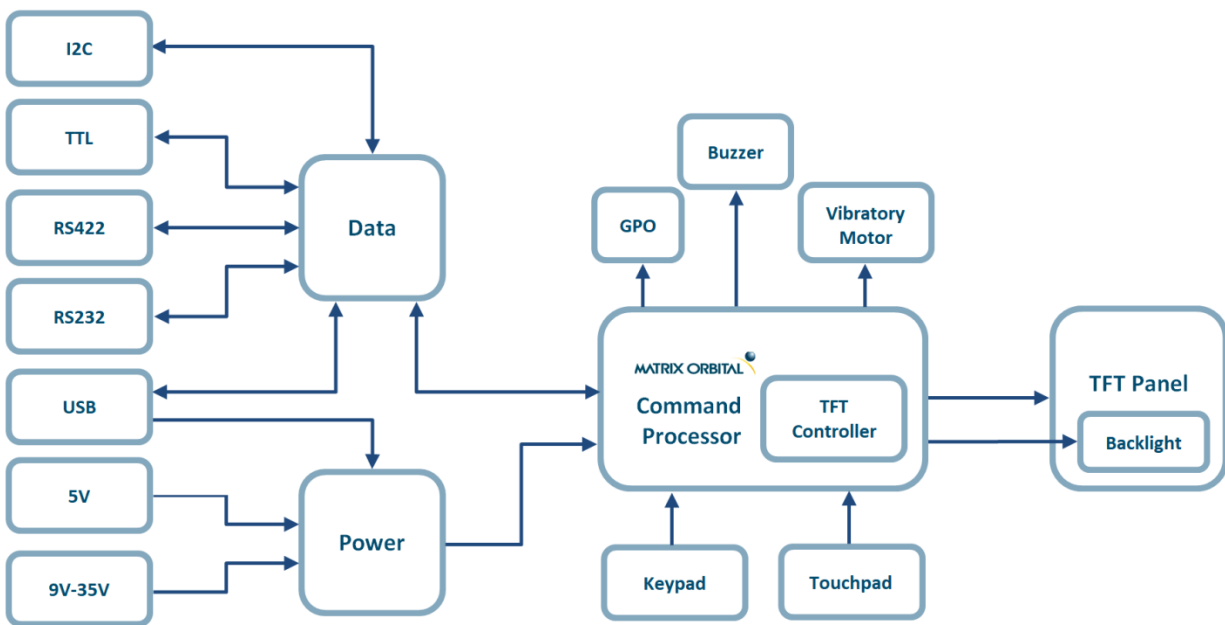 I2C
TTL
RS422
RS232
USB
5V
9V-35V
Data
Power
GPO
Buzzer
Vibratory
Motor
MATRIX ORBITAL
Command
Processor
TFT
Controller
Keypad
Touchpad
TFT Panel
Backlight